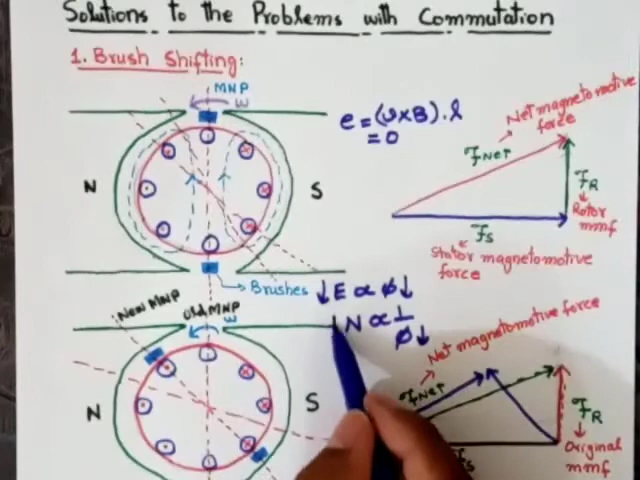 Solutions to the Problems with Commutation
1. Brush Shifting:
MNP
ω
N
S
Brushes
e = (υ×B).l
= 0
Net magnetomotive
force
FNET
FR
Rotor
mmf
Fs
Stator magnetomotive
force
↓E ∝ φ↓
N ∝ 1
φ↓
New MNP
Old MNP
ω
N
S
Net magnetomotive
force
FNET
FR
Original
mmf
Fs